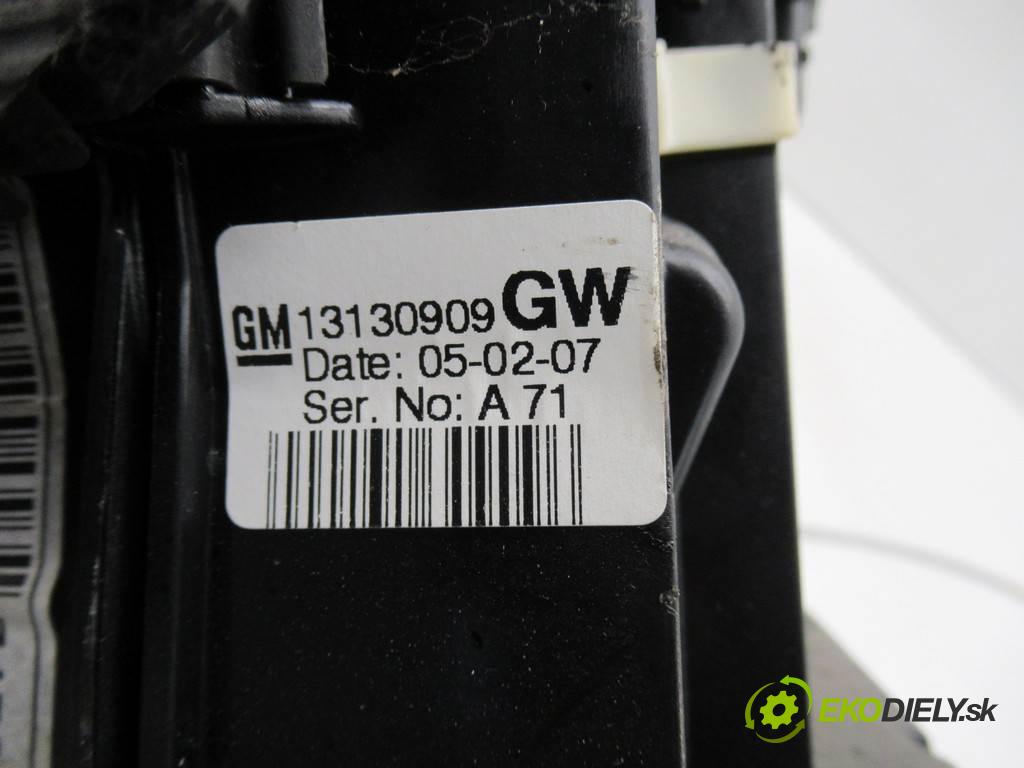 GM 13130909 GW
Date: 05-02-07
Ser. No: A 71
EKODIELY.sk